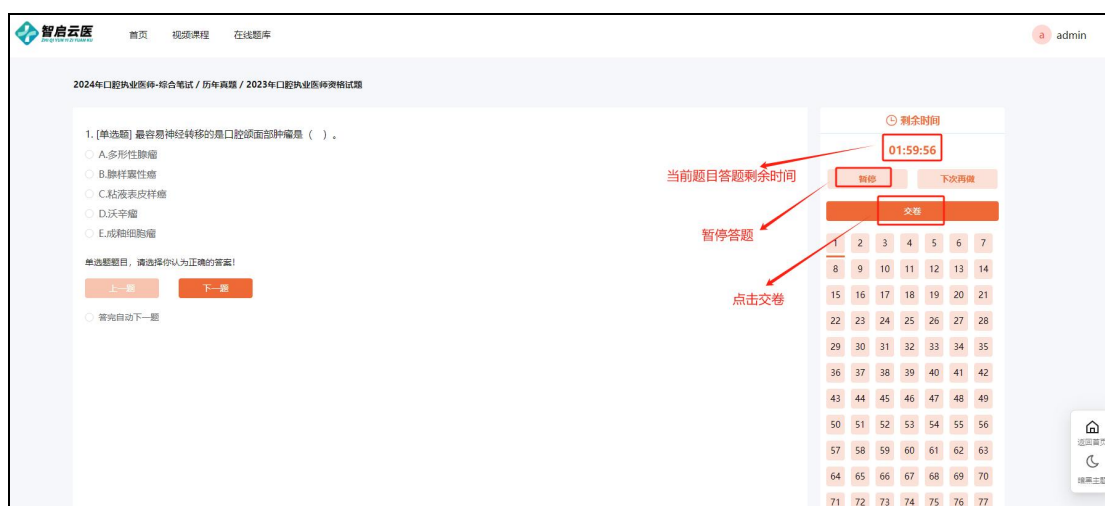 智启云医
首页 视频课程 在线题库
a admin
2024年口腔执业医师-综合笔试 / 历年真题 / 2023年口腔执业医师资格试题
1. [单选题] 最容易神经转移的是口腔颌面部肿瘤是（ ）。
A.多形性腺瘤
B.腺样囊性瘤
C.粘液表皮样瘤
D.沃辛瘤
E.成釉细胞瘤
单选题题目，请选择你认为正确的答案！
上一题 下一题
答完自动下一题
剩余时间
01:59:56
暂停 下次再做
交卷
当前题目答题剩余时间
暂停答题
点击交卷
1 2 3 4 5 6 7
8 9 10 11 12 13 14
15 16 17 18 19 20 21
22 23 24 25 26 27 28
29 30 31 32 33 34 35
36 37 38 39 40 41 42
43 44 45 46 47 48 49
50 51 52 53 54 55 56
57 58 59 60 61 62 63
64 65 66 67 68 69 70
71 72 73 74 75 76 77
返回首页
暗黑主题